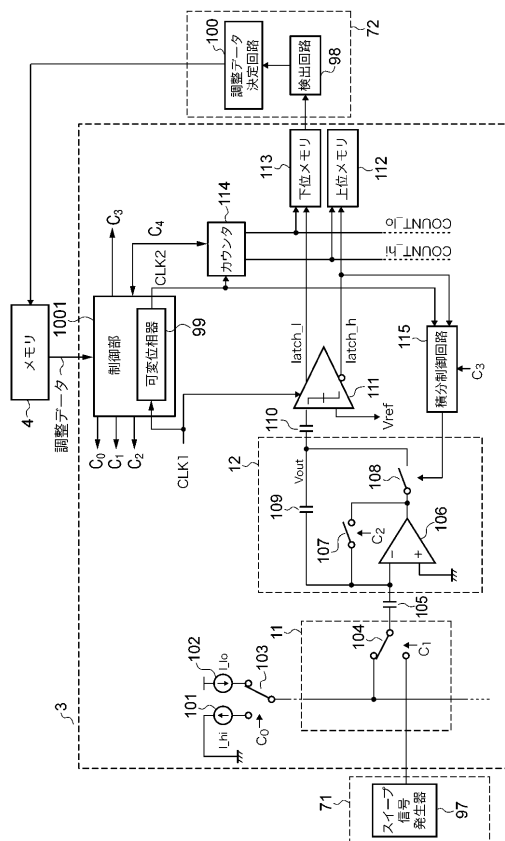 3
メモリ
4
調整データ
1001
制御部
可変位相器
99
C₀
C₁
C₂
C₃
C₄
CLK1
CLK2
114
カウンタ
113
下位メモリ
上位メモリ
112
72
100
調整データ
決定回路
検出回路
98
COUNT_lo
COUNT_hi
latch_l
latch_h
111
110
Vref
115
積分制御回路
C₃
12
Vout
109
108
107
C₂
106
−
+
105
11
104
C₁
102
I_lo
101
I_hi
103
C₀
71
スイープ
信号
発生器
97